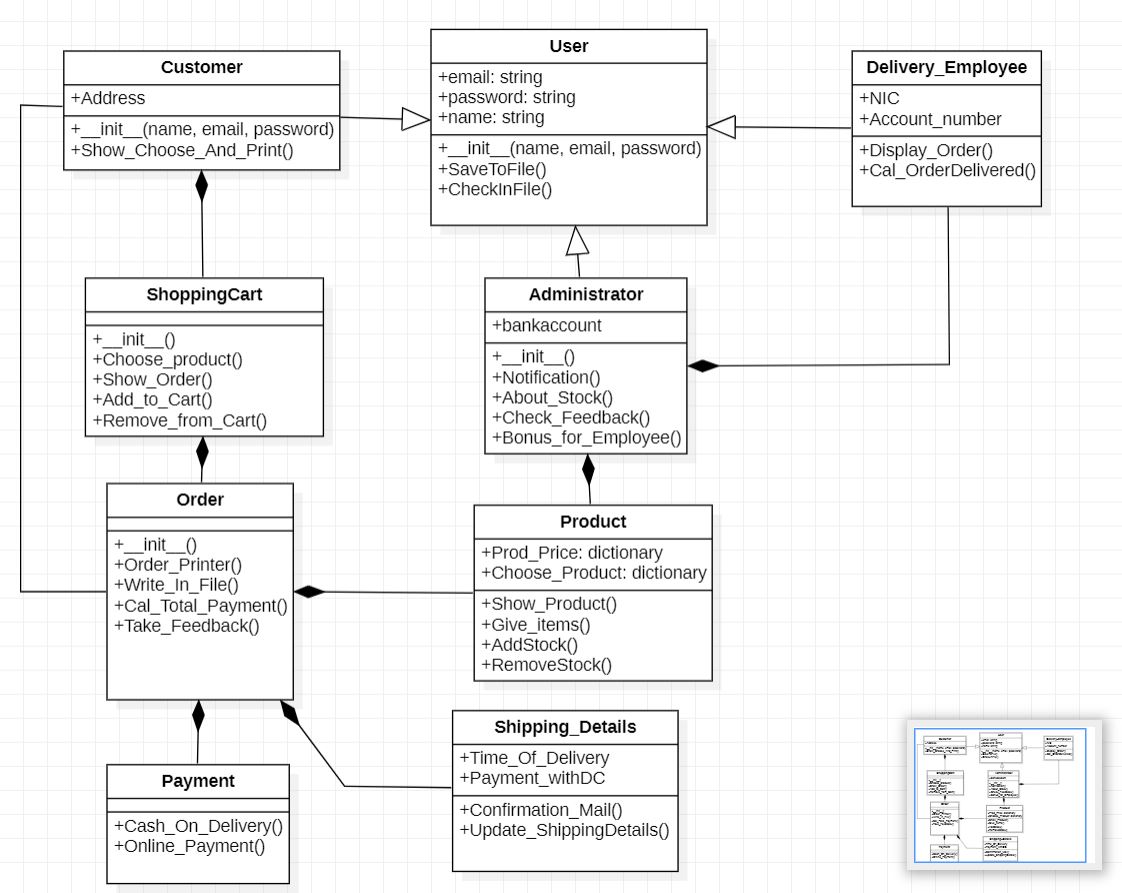 Customer
+Address
+__init__(name, email, password)
+Show_Choose_And_Print()
User
+email: string
+password: string
+name: string
+__init__(name, email, password)
+SaveToFile()
+CheckInFile()
Delivery_Employee
+NIC
+Account_number
+Display_Order()
+Cal_OrderDelivered()
ShoppingCart
+__init__()
+Choose_product()
+Show_Order()
+Add_to_Cart()
+Remove_from_Cart()
Administrator
+bankaccount
+__init__()
+Notification()
+About_Stock()
+Check_Feedback()
+Bonus_for_Employee()
Order
+__init__()
+Order_Printer()
+Write_In_File()
+Cal_Total_Payment()
+Take_Feedback()
Product
+Prod_Price: dictionary
+Choose_Product: dictionary
+Show_Product()
+Give_items()
+AddStock()
+RemoveStock()
Shipping_Details
+Time_Of_Delivery
+Payment_withDC
+Confirmation_Mail()
+Update_ShippingDetails()
Payment
+Cash_On_Delivery()
+Online_Payment()